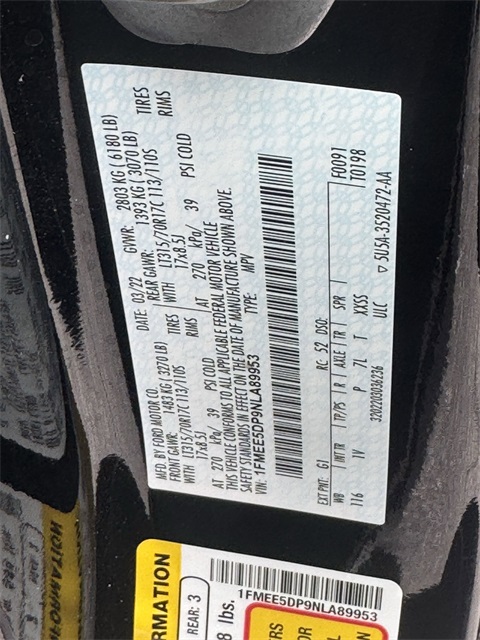 MFD. BY FORD MOTOR CO.
DATE: 03/22 GVWR: 2803 KG ( 6180 LB)
FRONT GAWR: 1483 KG ( 3270 LB) REAR GAWR: 1393 KG ( 3070 LB)
WITH LT315/70R17C 113/110S TIRES WITH LT315/70R17C 113/110S TIRES
17x8.5J RIMS 17x8.5J RIMS
AT 270 kPa/ 39 PSI COLD AT 270 kPa/ 39 PSI COLD
THIS VEHICLE CONFORMS TO ALL APPLICABLE FEDERAL MOTOR VEHICLE
SAFETY STANDARDS IN EFFECT ON THE DATE OF MANUFACTURE SHOWN ABOVE.
VIN: 1FMEE5DP9NLA89953 TYPE: MPV
F0091
T0198
EXT PNT: G1 RC: 52 DSO:
WB INT TR TP/PS R AXLE TR SPR
116 1V P 7L T XXSS
3202203036236 ULC
▽ 5U5A-3520472-AA
REAR: 3
8 lbs.
1FMEE5DP9NLA89953